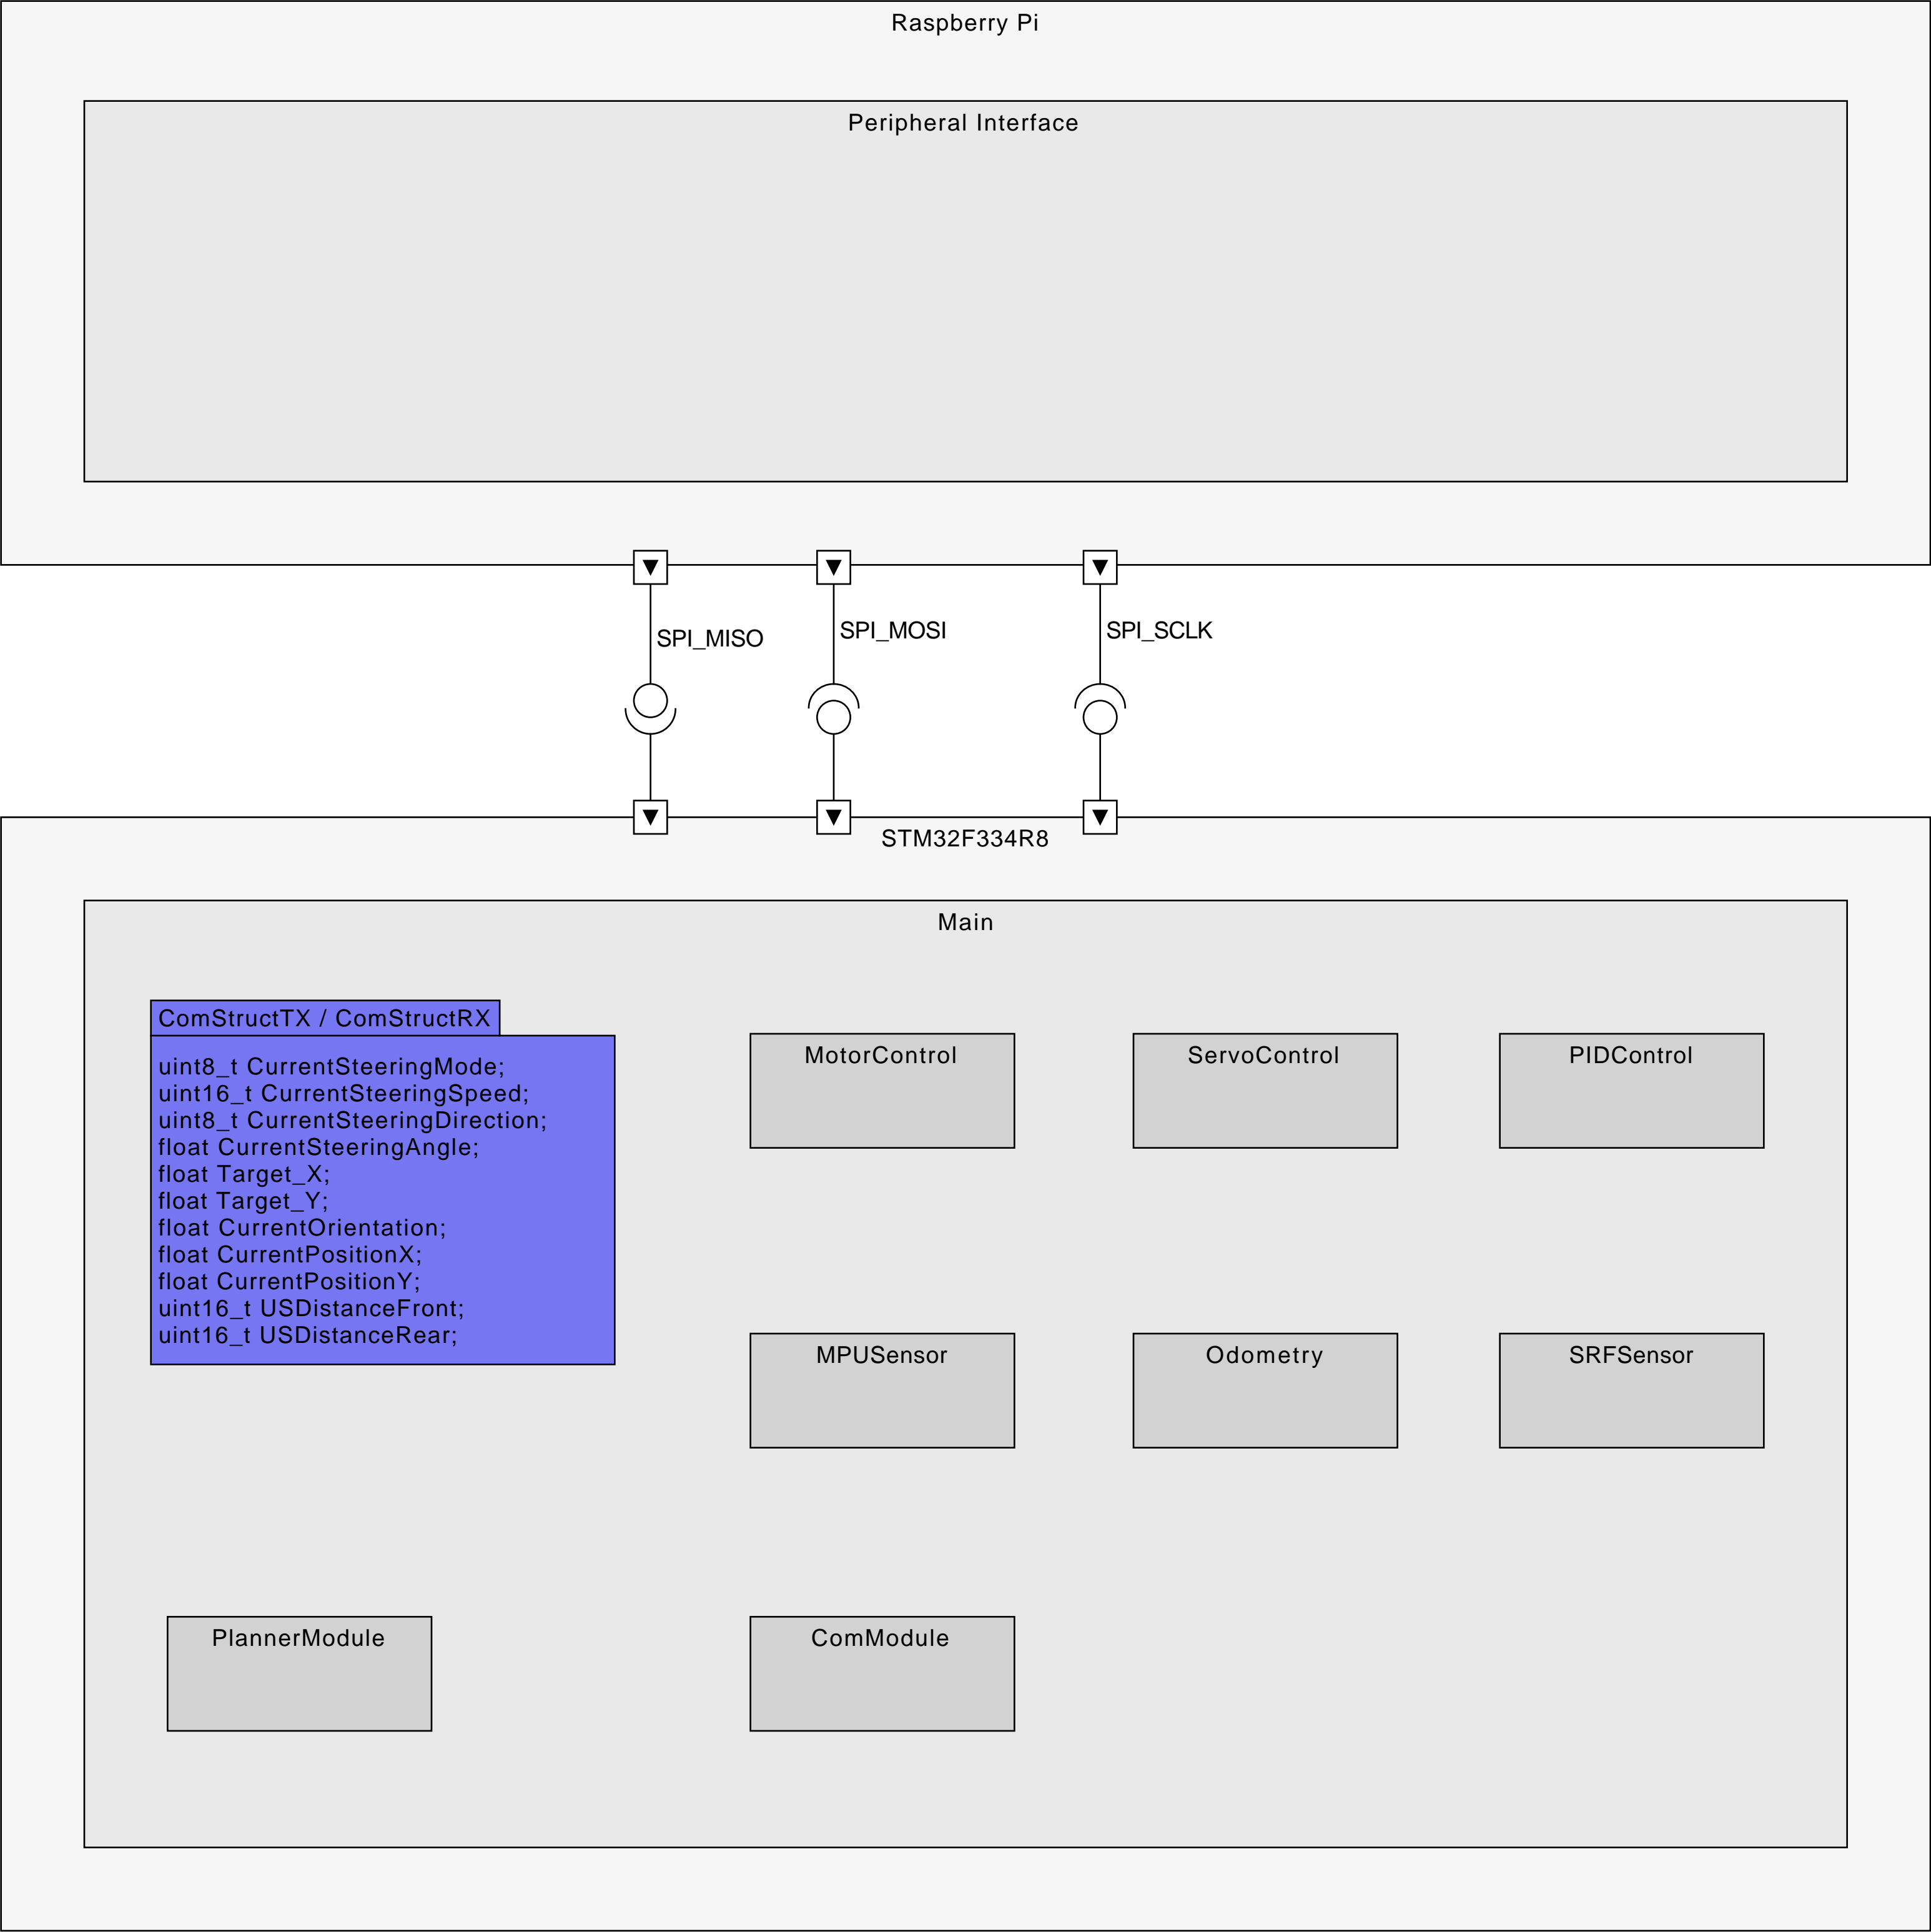 Raspberry Pi
Peripheral Interface
SPI_MISO
SPI_MOSI
SPI_SCLK
STM32F334R8
Main
ComStructTX / ComStructRX
uint8_t CurrentSteeringMode;
uint16_t CurrentSteeringSpeed;
uint8_t CurrentSteeringDirection;
float CurrentSteeringAngle;
float Target_X;
float Target_Y;
float CurrentOrientation;
float CurrentPositionX;
float CurrentPositionY;
uint16_t USDistanceFront;
uint16_t USDistanceRear;
MotorControl
ServoControl
PIDControl
MPUSensor
Odometry
SRFSensor
PlannerModule
ComModule